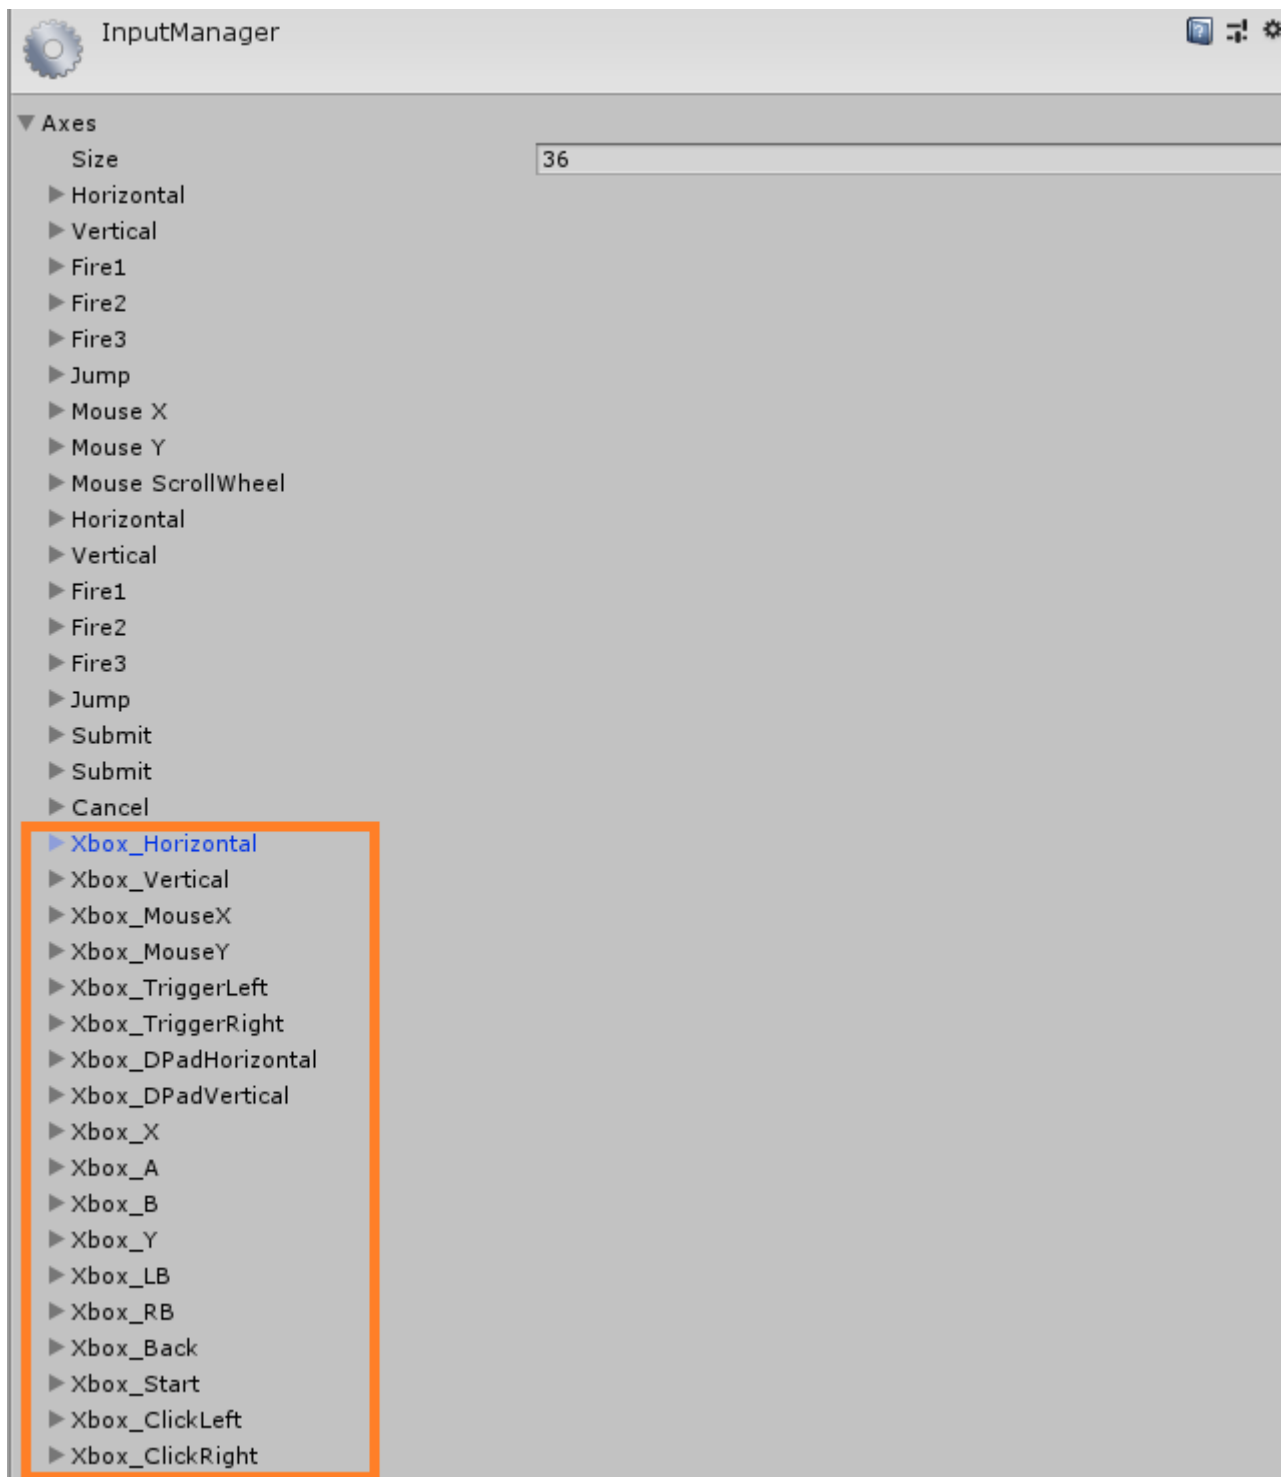 InputManager
Axes
Size 36
Horizontal
Vertical
Fire1
Fire2
Fire3
Jump
Mouse X
Mouse Y
Mouse ScrollWheel
Horizontal
Vertical
Fire1
Fire2
Fire3
Jump
Submit
Submit
Cancel
Xbox_Horizontal
Xbox_Vertical
Xbox_MouseX
Xbox_MouseY
Xbox_TriggerLeft
Xbox_TriggerRight
Xbox_DPadHorizontal
Xbox_DPadVertical
Xbox_X
Xbox_A
Xbox_B
Xbox_Y
Xbox_LB
Xbox_RB
Xbox_Back
Xbox_Start
Xbox_ClickLeft
Xbox_ClickRight